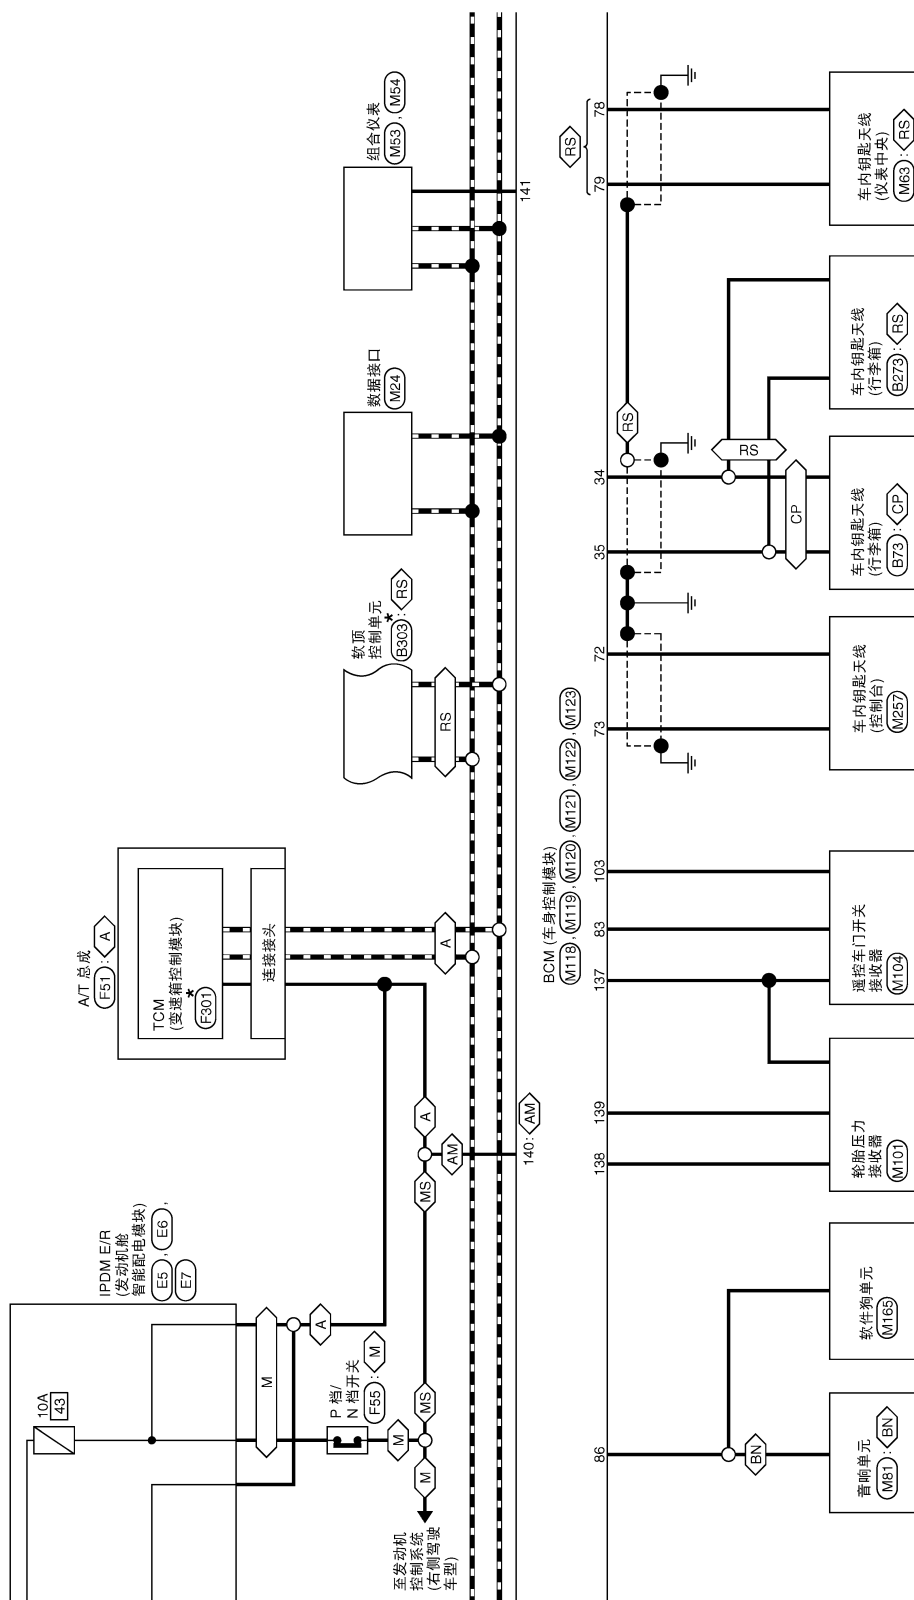 10A
43
IPDM E/R
(发动机舱
智能配电模块)
E5 , E6 ,
E7
M
A
P 档/
N 档开关
F55 : M
M
M
MS
至发动机
控制系统
(右侧驾驶
车型)
A/T 总成
F51 : A
TCM
(变速箱控制模块)
*
F301
连接接头
A
A
MS
AM
140: AM
软顶
控制单元
*
B303 : RS
RS
数据接口
M24
组合仪表
M53 , M54
141
BCM (车身控制模块)
M118 , M119 , M120 , M121 , M122 , M123
86
138
139
137
83
103
73
72
35
34
79
78
RS
RS
RS
CP
BN
音响单元
M81 : BN
软件狗单元
M165
轮胎压力
接收器
M101
遥控车门开关
接收器
M104
车内钥匙天线
(控制台)
M257
车内钥匙天线
(行李箱)
B73 : CP
车内钥匙天线
(行李箱)
B273 : RS
车内钥匙天线
(仪表中央)
M63 : RS